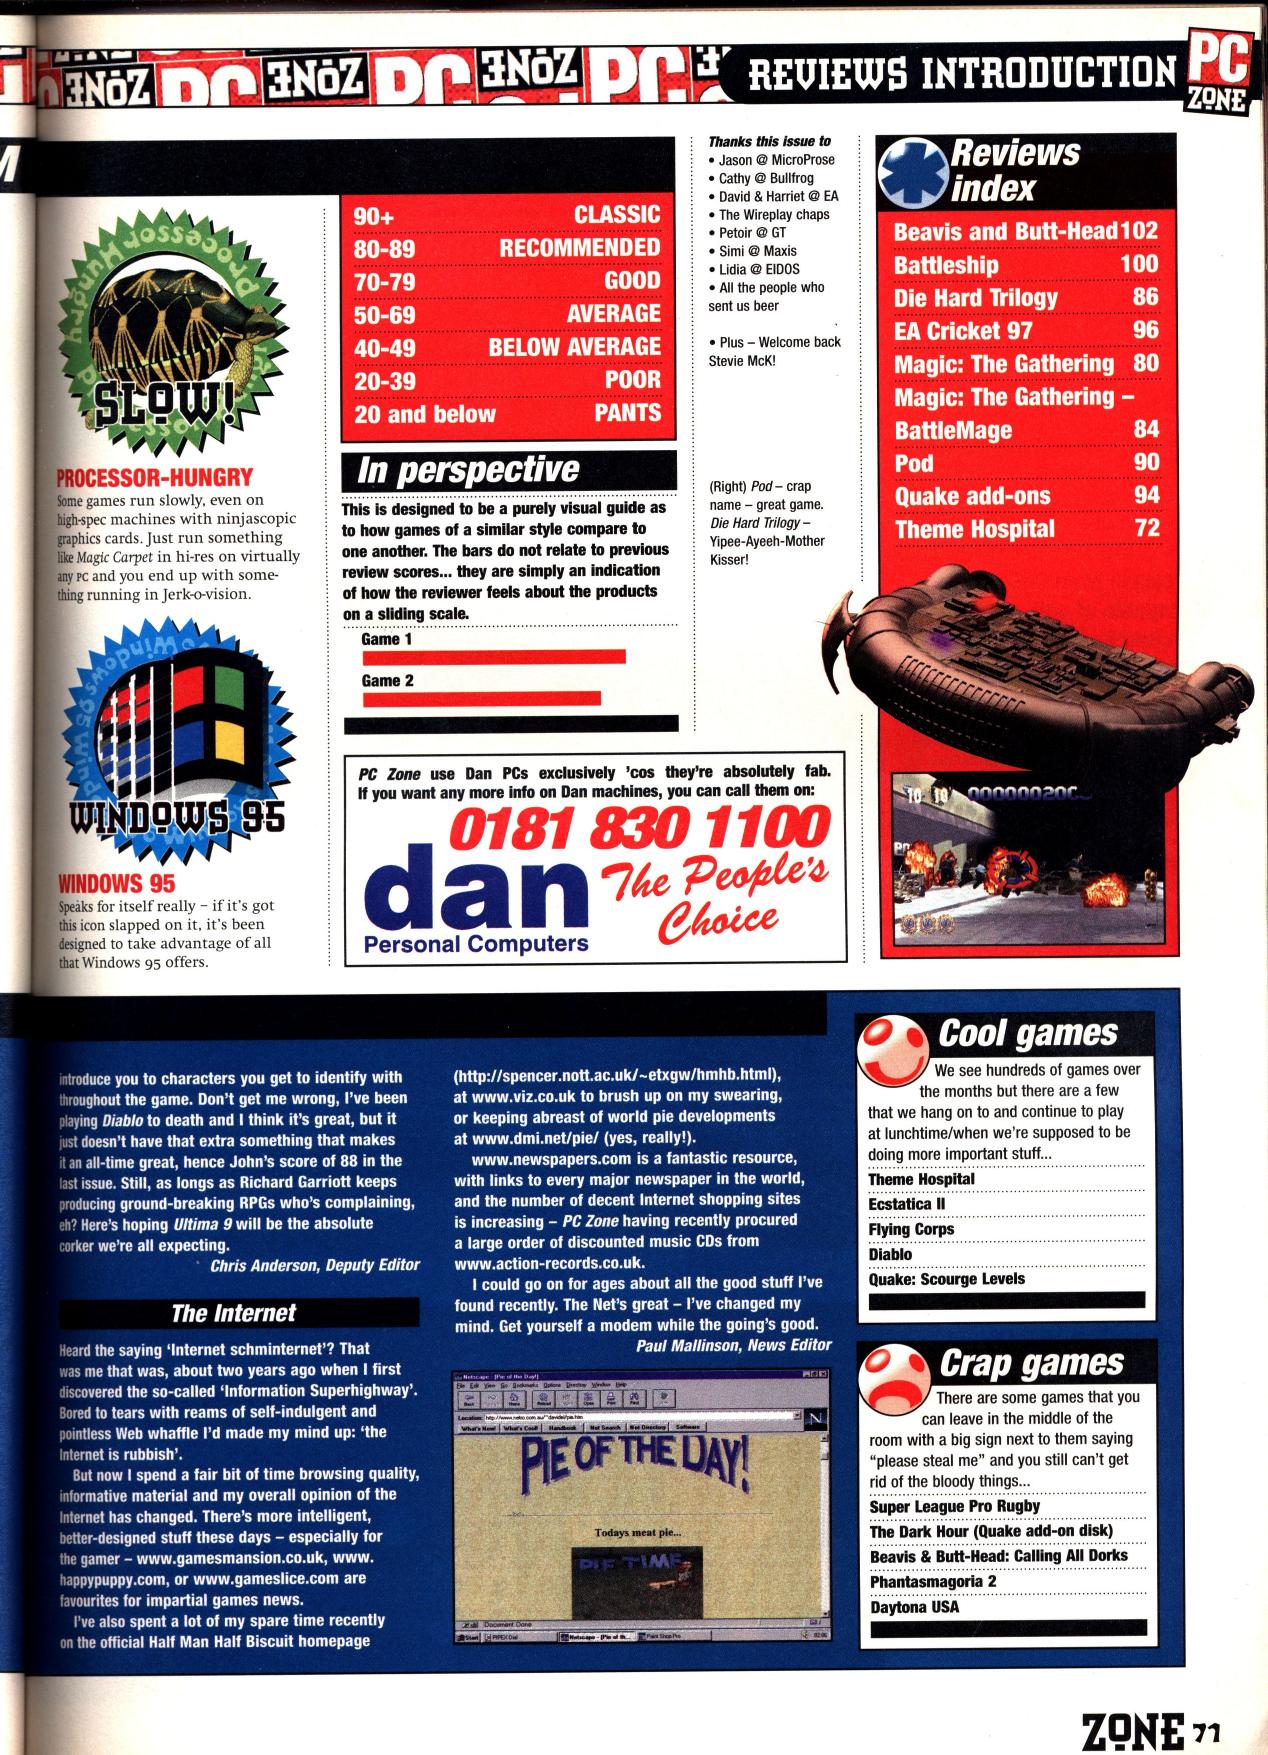 REVIEWS INTRODUCTION
PC
ZONE
M
Processor Hungry
SLOW!
PROCESSOR-HUNGRY
Some games run slowly, even on
high-spec machines with ninjascopic
graphics cards. Just run something
like Magic Carpet in hi-res on virtually
any PC and you end up with some-
thing running in Jerk-o-vision.
WINDOWS 95
WINDOWS 95
Speaks for itself really – if it's got
this icon slapped on it, it's been
designed to take advantage of all
that Windows 95 offers.
90+ CLASSIC
80-89 RECOMMENDED
70-79 GOOD
50-69 AVERAGE
40-49 BELOW AVERAGE
20-39 POOR
20 and below PANTS
In perspective
This is designed to be a purely visual guide as
to how games of a similar style compare to
one another. The bars do not relate to previous
review scores... they are simply an indication
of how the reviewer feels about the products
on a sliding scale.
Game 1
Game 2
PC Zone use Dan PCs exclusively 'cos they're absolutely fab.
If you want any more info on Dan machines, you can call them on:
0181 830 1100
dan
Personal Computers
The People's
Choice
Thanks this issue to
• Jason @ MicroProse
• Cathy @ Bullfrog
• David & Harriet @ EA
• The Wireplay chaps
• Petoir @ GT
• Simi @ Maxis
• Lidia @ EIDOS
• All the people who
sent us beer
• Plus – Welcome back
Stevie McK!
(Right) Pod – crap
name – great game.
Die Hard Trilogy –
Yipee-Ayeeh-Mother
Kisser!
Reviews
index
Beavis and Butt-Head 102
Battleship 100
Die Hard Trilogy 86
EA Cricket 97 96
Magic: The Gathering 80
Magic: The Gathering –
BattleMage 84
Pod 90
Quake add-ons 94
Theme Hospital 72
introduce you to characters you get to identify with
throughout the game. Don't get me wrong, I've been
playing Diablo to death and I think it's great, but it
just doesn't have that extra something that makes
it an all-time great, hence John's score of 88 in the
last issue. Still, as longs as Richard Garriott keeps
producing ground-breaking RPGs who's complaining,
eh? Here's hoping Ultima 9 will be the absolute
corker we're all expecting.
Chris Anderson, Deputy Editor
The Internet
Heard the saying 'Internet schminternet'? That
was me that was, about two years ago when I first
discovered the so-called 'Information Superhighway'.
Bored to tears with reams of self-indulgent and
pointless Web whaffle I'd made my mind up: 'the
Internet is rubbish'.
But now I spend a fair bit of time browsing quality,
informative material and my overall opinion of the
Internet has changed. There's more intelligent,
better-designed stuff these days – especially for
the gamer – www.gamesmansion.co.uk, www.
happypuppy.com, or www.gameslice.com are
favourites for impartial games news.
I've also spent a lot of my spare time recently
on the official Half Man Half Biscuit homepage
(http://spencer.nott.ac.uk/~etxgw/hmhb.html),
at www.viz.co.uk to brush up on my swearing,
or keeping abreast of world pie developments
at www.dmi.net/pie/ (yes, really!).
www.newspapers.com is a fantastic resource,
with links to every major newspaper in the world,
and the number of decent Internet shopping sites
is increasing – PC Zone having recently procured
a large order of discounted music CDs from
www.action-records.co.uk.
I could go on for ages about all the good stuff I've
found recently. The Net's great – I've changed my
mind. Get yourself a modem while the going's good.
Paul Mallinson, News Editor
Netscape - [Pie of the Day!]
File Edit View Go Bookmarks Options Directory Window Help
What's New! What's Cool! Handbook Net Search Net Directory Software
PIE OF THE DAY!
Todays meat pie...
PIE TIME
Document Done
Cool games
We see hundreds of games over
the months but there are a few
that we hang on to and continue to play
at lunchtime/when we're supposed to be
doing more important stuff...
Theme Hospital
Ecstatica II
Flying Corps
Diablo
Quake: Scourge Levels
Crap games
There are some games that you
can leave in the middle of the
room with a big sign next to them saying
"please steal me" and you still can't get
rid of the bloody things...
Super League Pro Rugby
The Dark Hour (Quake add-on disk)
Beavis & Butt-Head: Calling All Dorks
Phantasmagoria 2
Daytona USA
ZONE 71